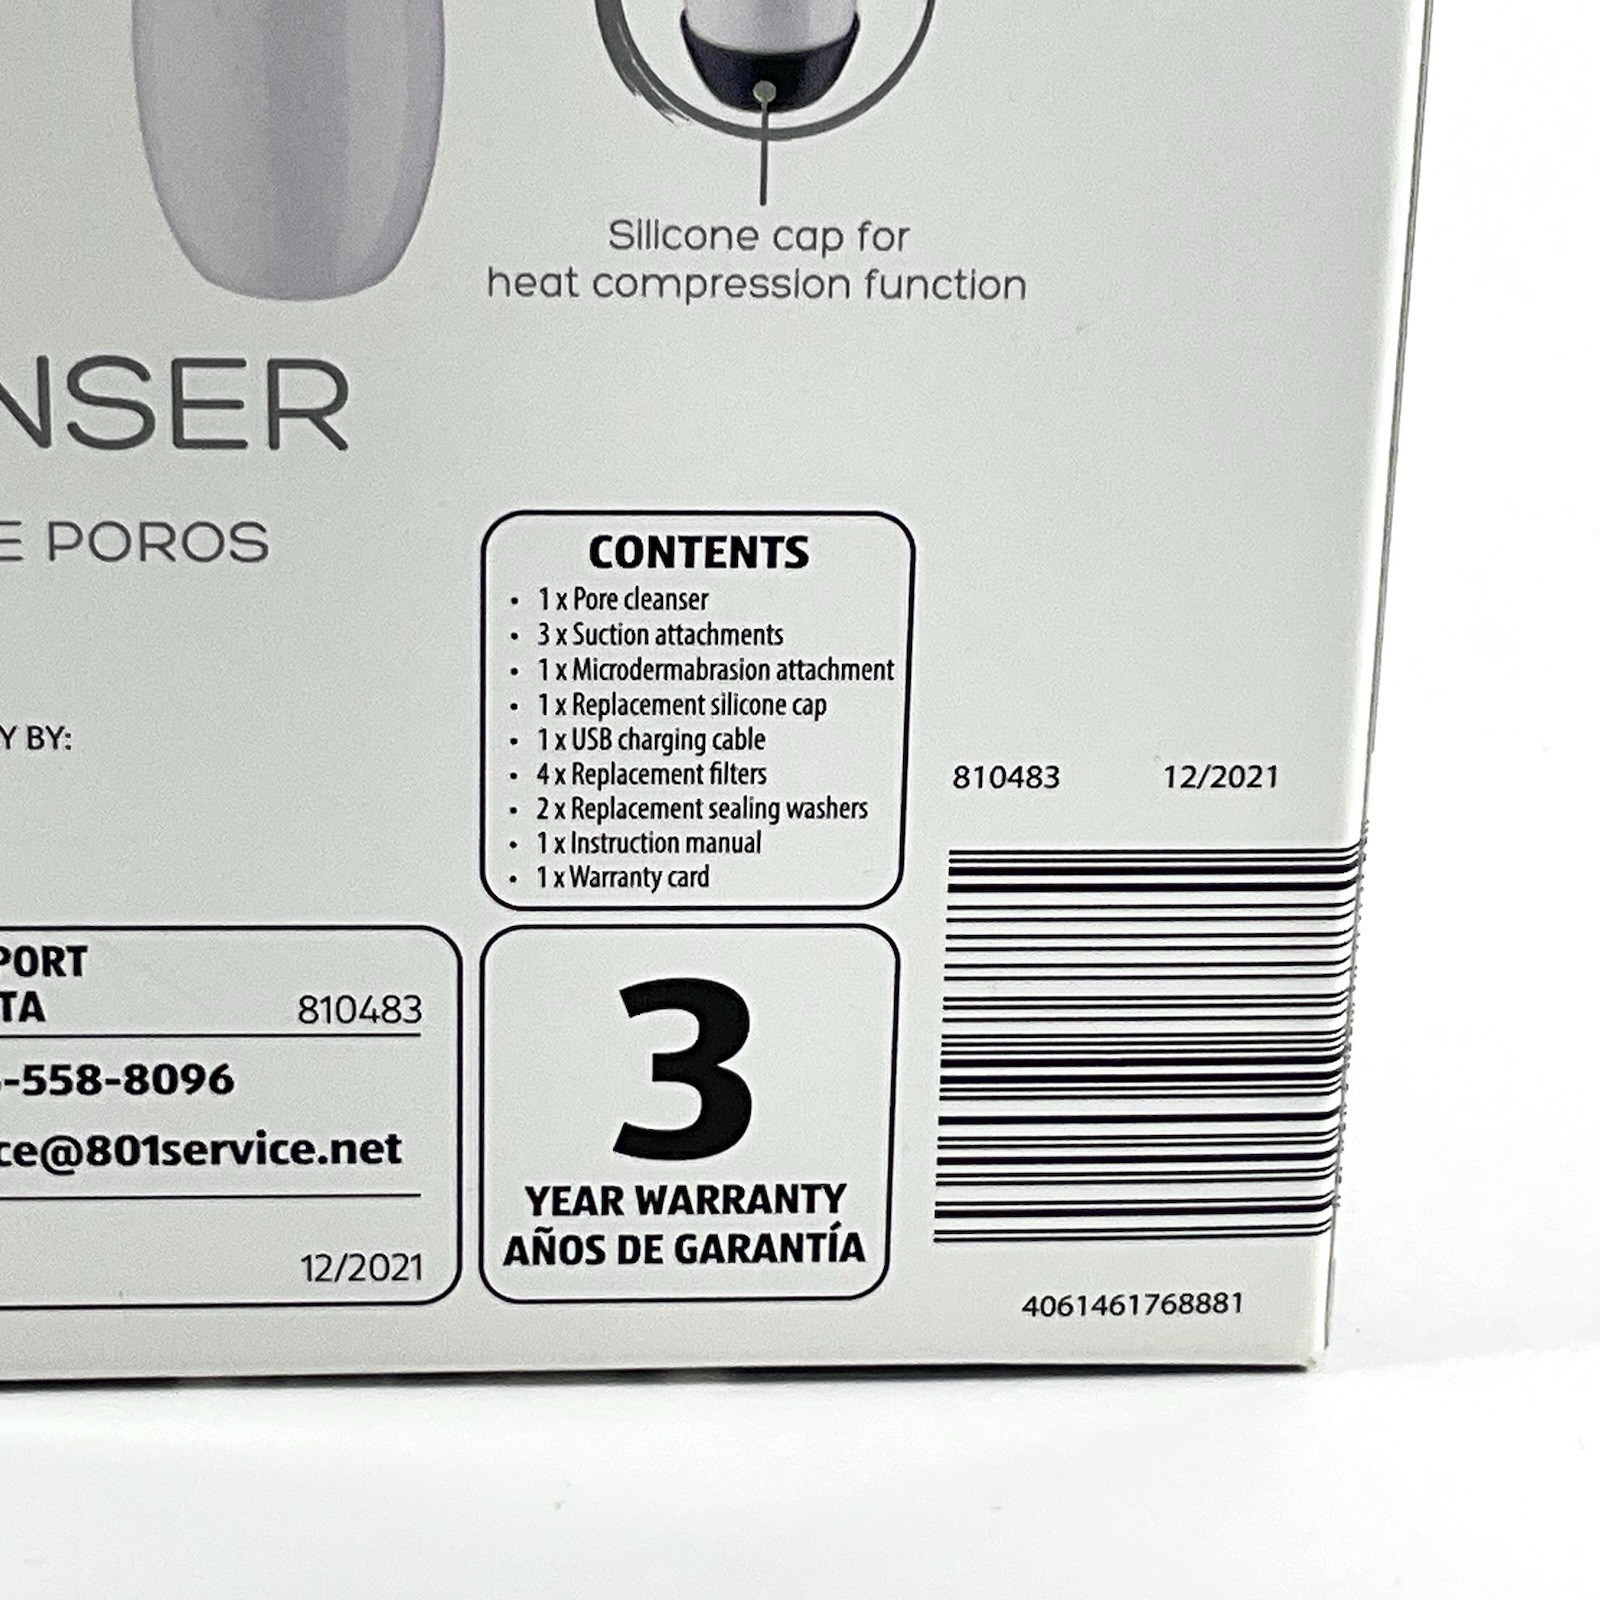 Silicone cap for
heat compression function
NSER
E POROS
Y BY:
CONTENTS
• 1 x Pore cleanser
• 3 x Suction attachments
• 1 x Microdermabrasion attachment
• 1 x Replacement silicone cap
• 1 x USB charging cable
• 4 x Replacement filters
• 2 x Replacement sealing washers
• 1 x Instruction manual
• 1 x Warranty card
810483 12/2021
PORT
TA 810483
-558-8096
ce@801service.net
12/2021
3
YEAR WARRANTY
AÑOS DE GARANTÍA
4061461768881